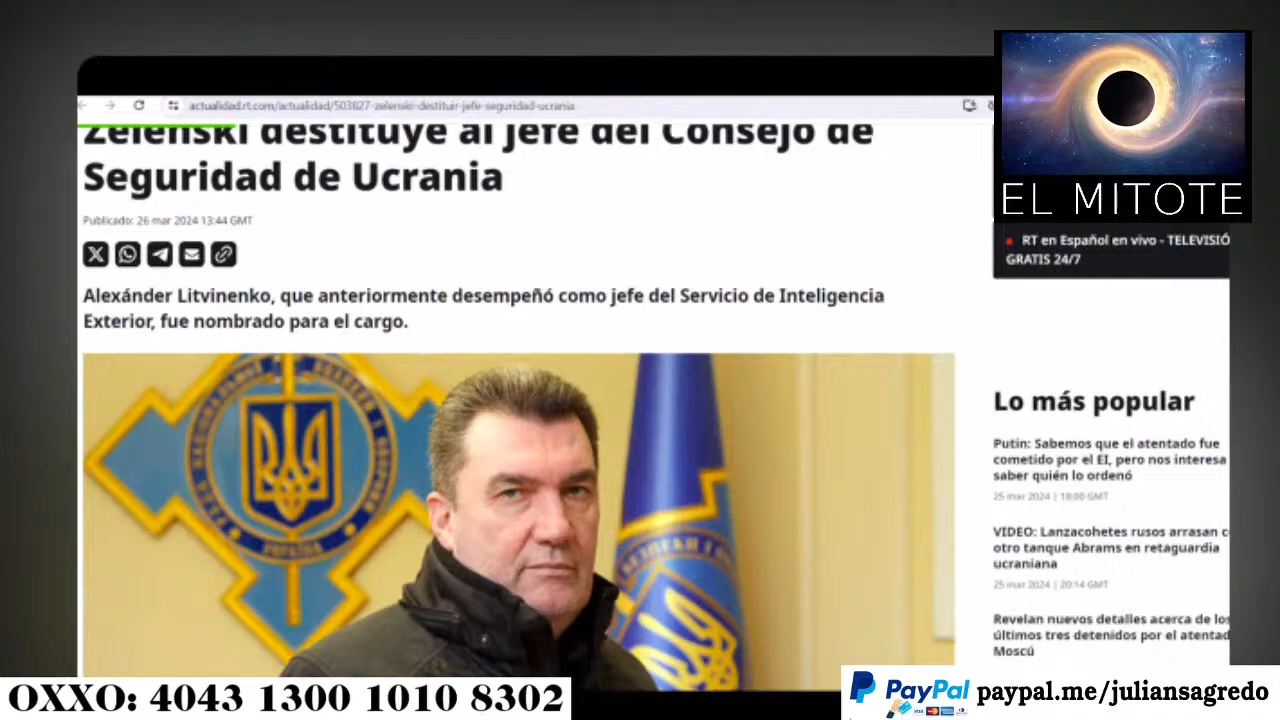 actualidad.rt.com/actualidad/503827-zelenski-destituir-jefe-seguridad-ucrania
Zelenski destituye al jefe del Consejo de
Seguridad de Ucrania
Publicado: 26 mar 2024 13:44 GMT
Alexánder Litvinenko, que anteriormente desempeñó como jefe del Servicio de Inteligencia
Exterior, fue nombrado para el cargo.
УКРАЇНА
EL MITOTE
RT en Español en vivo - TELEVISIÓ
GRATIS 24/7
Lo más popular
Putin: Sabemos que el atentado fue
cometido por el EI, pero nos interesa
saber quién lo ordenó
25 mar 2024 | 18:00 GMT
VIDEO: Lanzacohetes rusos arrasan c
otro tanque Abrams en retaguardia
ucraniana
25 mar 2024 | 20:14 GMT
Revelan nuevos detalles acerca de los
últimos tres detenidos por el atentad
Moscú
OXXO: 4043 1300 1010 8302
PayPal paypal.me/juliansagredo